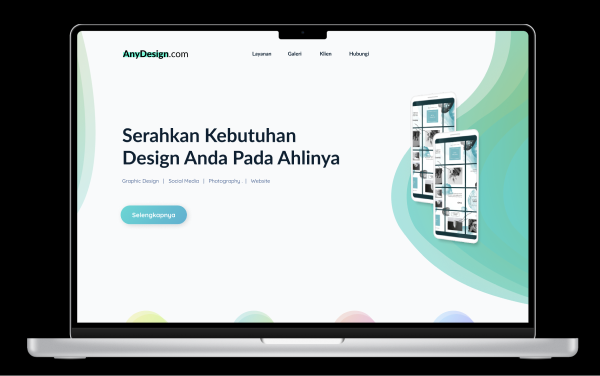 AnyDesign.com
Layanan Galeri Klien Hubungi
Serahkan Kebutuhan
Design Anda Pada Ahlinya
Graphic Design | Social Media | Photography | Website
Selengkapnya